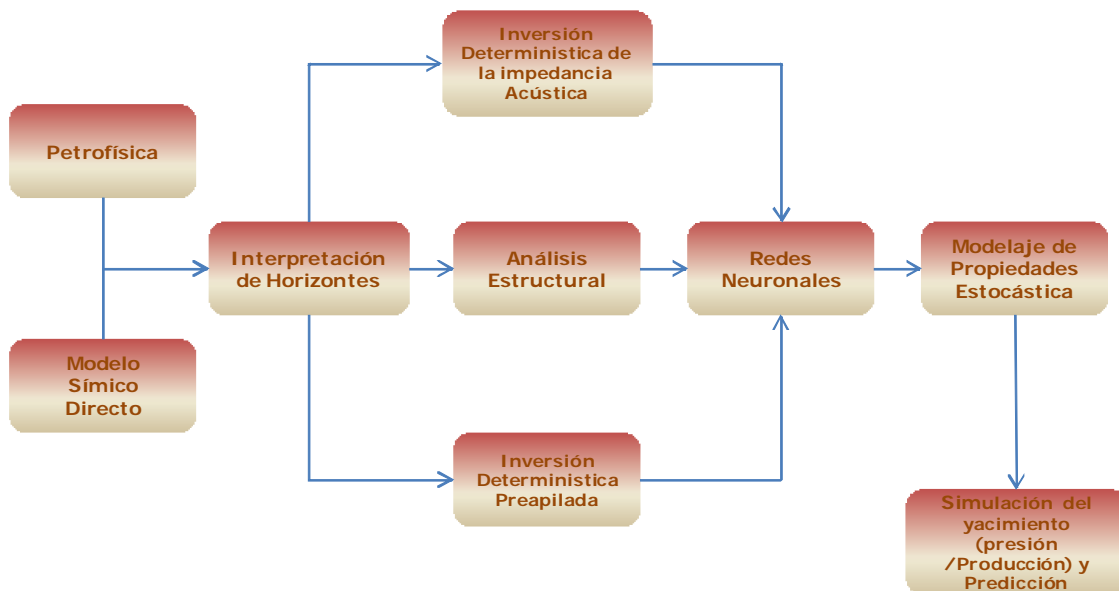 Petrofísica
Modelo
Símico
Directo
Interpretación
de Horizontes
Inversión
Deterministica de
la impedancia
Acústica
Análisis
Estructural
Inversión
Deterministica
Preapilada
Redes
Neuronales
Modelaje de
Propiedades
Estocástica
Simulación del
yacimiento
(presión
/Producción) y
Predicción